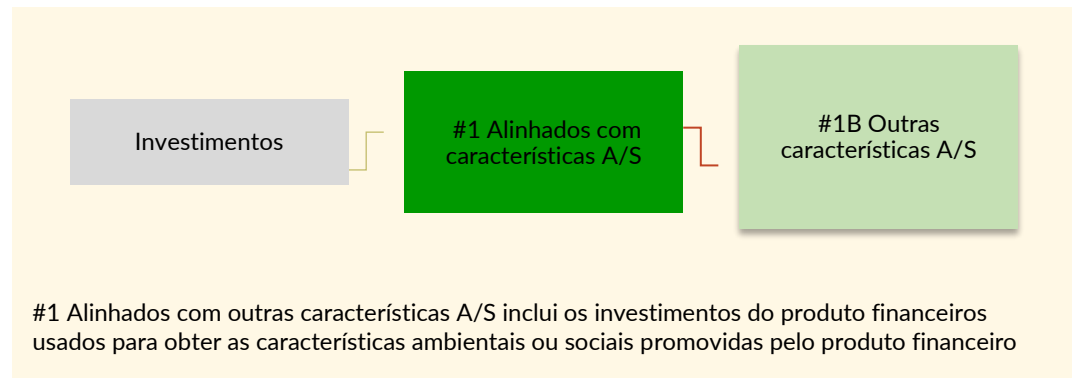 Investimentos
#1 Alinhados com
características A/S
#1B Outras
características A/S
#1 Alinhados com outras características A/S inclui os investimentos do produto financeiros
usados para obter as características ambientais ou sociais promovidas pelo produto financeiro